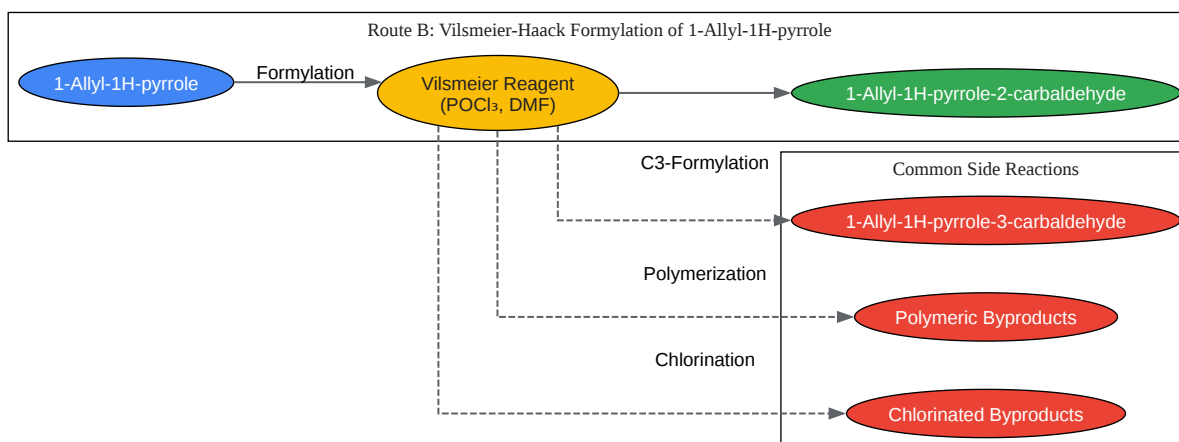 Route B: Vilsmeier-Haack Formylation of 1-Allyl-1H-pyrrole
1-Allyl-1H-pyrrole
Formylation
Vilsmeier Reagent
(POCl₃, DMF)
1-Allyl-1H-pyrrole-2-carbaldehyde
C3-Formylation
Common Side Reactions
1-Allyl-1H-pyrrole-3-carbaldehyde
Polymerization
Polymeric Byproducts
Chlorination
Chlorinated Byproducts